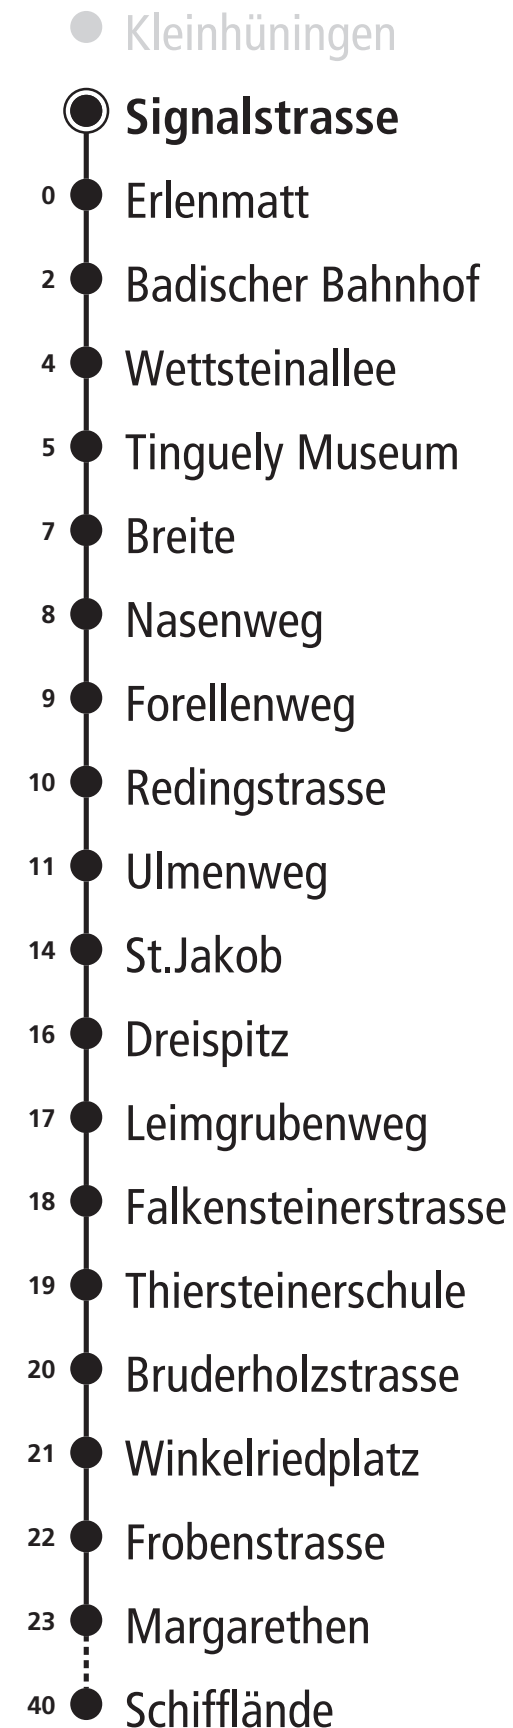 Kleinhüningen
Signalstrasse
0 Erlenmatt
2 Badischer Bahnhof
4 Wettsteinallee
5 Tinguely Museum
7 Breite
8 Nasenweg
9 Forellenweg
10 Redingstrasse
11 Ulmenweg
14 St.Jakob
16 Dreispitz
17 Leimgrubenweg
18 Falkensteinerstrasse
19 Thiersteinerschule
20 Bruderholzstrasse
21 Winkelriedplatz
22 Frobenstrasse
23 Margarethen
40 Schifflände